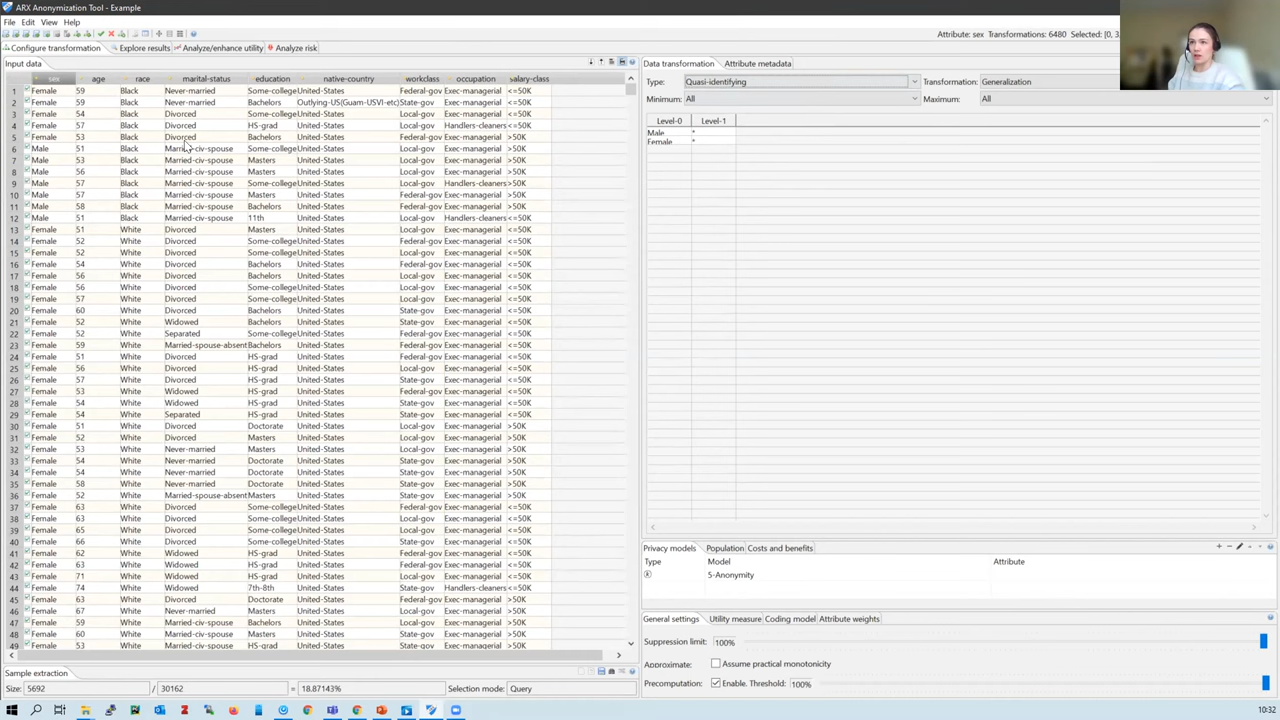 ARX Anonymization Tool - Example
File Edit View Help
Attribute: sex Transformations: 6480 Selected: [0, 3
Configure transformation Explore results Analyze/enhance utility Analyze risk
Input data
sex age race marital-status education native-country workclass occupation salary-class
1 Female 59 Black Never-married Some-college United-States Federal-gov Exec-managerial <=50K
2 Female 59 Black Never-married Bachelors Outlying-US(Guam-USVI-etc) State-gov Exec-managerial <=50K
3 Female 54 Black Divorced Some-college United-States Local-gov Exec-managerial <=50K
4 Female 57 Black Divorced HS-grad United-States Local-gov Handlers-cleaners <=50K
5 Female 53 Black Divorced Bachelors United-States Federal-gov Exec-managerial >50K
6 Male 51 Black Married-civ-spouse Some-college United-States Local-gov Exec-managerial >50K
7 Male 53 Black Married-civ-spouse Masters United-States Local-gov Exec-managerial >50K
8 Male 56 Black Married-civ-spouse Masters United-States Local-gov Exec-managerial >50K
9 Male 57 Black Married-civ-spouse Some-college United-States Local-gov Handlers-cleaners >50K
10 Male 57 Black Married-civ-spouse Masters United-States Federal-gov Exec-managerial >50K
11 Male 58 Black Married-civ-spouse Bachelors United-States Federal-gov Exec-managerial >50K
12 Male 51 Black Married-civ-spouse 11th United-States Local-gov Handlers-cleaners <=50K
13 Female 51 White Divorced Masters United-States Local-gov Exec-managerial <=50K
14 Female 52 White Divorced Some-college United-States Federal-gov Exec-managerial <=50K
15 Female 52 White Divorced Some-college United-States Local-gov Exec-managerial <=50K
16 Female 54 White Divorced Bachelors United-States Federal-gov Exec-managerial <=50K
17 Female 56 White Divorced Bachelors United-States Local-gov Exec-managerial <=50K
18 Female 56 White Divorced Some-college United-States Local-gov Exec-managerial <=50K
19 Female 57 White Divorced Some-college United-States Local-gov Exec-managerial <=50K
20 Female 60 White Divorced Bachelors United-States State-gov Exec-managerial <=50K
21 Female 52 White Widowed Bachelors United-States State-gov Exec-managerial <=50K
22 Female 52 White Separated Some-college United-States Federal-gov Exec-managerial <=50K
23 Female 59 White Married-spouse-absent Bachelors United-States Federal-gov Exec-managerial <=50K
24 Female 51 White Divorced HS-grad United-States Local-gov Exec-managerial <=50K
25 Female 56 White Divorced HS-grad United-States Local-gov Exec-managerial <=50K
26 Female 57 White Divorced HS-grad United-States State-gov Exec-managerial <=50K
27 Female 53 White Widowed HS-grad United-States Federal-gov Exec-managerial <=50K
28 Female 54 White Widowed HS-grad United-States State-gov Exec-managerial <=50K
29 Female 54 White Separated HS-grad United-States Local-gov Exec-managerial <=50K
30 Female 51 White Divorced Doctorate United-States Local-gov Exec-managerial >50K
31 Female 52 White Divorced Masters United-States Local-gov Exec-managerial >50K
32 Female 53 White Never-married Masters United-States Local-gov Exec-managerial >50K
33 Female 54 White Never-married Doctorate United-States State-gov Exec-managerial >50K
34 Female 54 White Never-married Doctorate United-States State-gov Exec-managerial >50K
35 Female 58 White Never-married Doctorate United-States State-gov Exec-managerial >50K
36 Female 52 White Married-spouse-absent Masters United-States State-gov Exec-managerial >50K
37 Female 63 White Divorced Some-college United-States Federal-gov Exec-managerial <=50K
38 Female 63 White Divorced Some-college United-States Local-gov Exec-managerial <=50K
39 Female 65 White Divorced Some-college United-States Local-gov Exec-managerial <=50K
40 Female 66 White Divorced Some-college United-States State-gov Exec-managerial <=50K
41 Female 62 White Widowed HS-grad United-States Federal-gov Exec-managerial <=50K
42 Female 63 White Widowed HS-grad United-States State-gov Exec-managerial <=50K
43 Female 71 White Widowed HS-grad United-States Local-gov Exec-managerial <=50K
44 Female 74 White Widowed 7th-8th United-States State-gov Handlers-cleaners <=50K
45 Female 63 White Divorced Doctorate United-States Federal-gov Exec-managerial >50K
46 Female 67 White Never-married Masters United-States Local-gov Exec-managerial >50K
47 Female 59 White Married-civ-spouse Bachelors United-States Local-gov Exec-managerial <=50K
48 Female 60 White Married-civ-spouse Masters United-States State-gov Exec-managerial <=50K
49 Female 53 White Married-civ-spouse Bachelors United-States Local-gov Exec-managerial >50K
Sample extraction
Size: 5692 / 30162 = 18.87143% Selection mode: Query
Data transformation Attribute metadata
Type: Quasi-identifying Transformation: Generalization
Minimum: All Maximum: All
Level-0 Level-1
Male *
Female *
Privacy models Population Costs and benefits
Type Model Attribute
5-Anonymity
General settings Utility measure Coding model Attribute weights
Suppression limit: 100%
Approximate: Assume practical monotonicity
Precomputation: Enable. Threshold: 100%
10:32